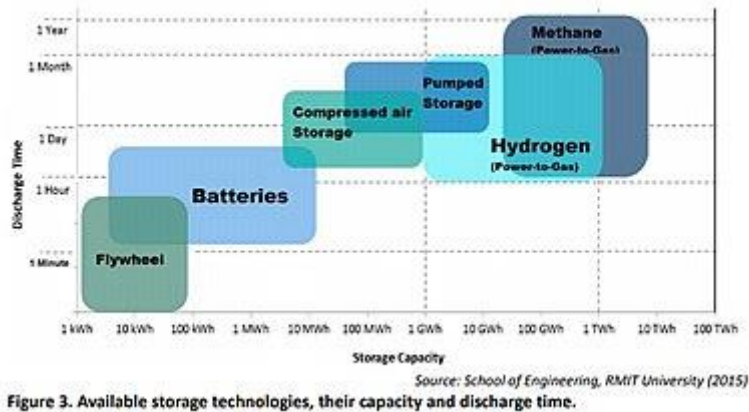 1 Year
1 Month
1 Day
1 Hour
1 Minute
Discharge Time
Methane
(Power-to-Gas)
Pumped
Storage
Compressed air
Storage
Hydrogen
(Power-to-Gas)
Batteries
Flywheel
1 kWh 10 kWh 100 kWh 1 MWh 10 MWh 100 MWh 1 GWh 10 GWh 100 GWh 1 TWh 10 TWh 100 TWh
Storage Capacity
Source: School of Engineering, RMIT University (2015)
Figure 3. Available storage technologies, their capacity and discharge time.